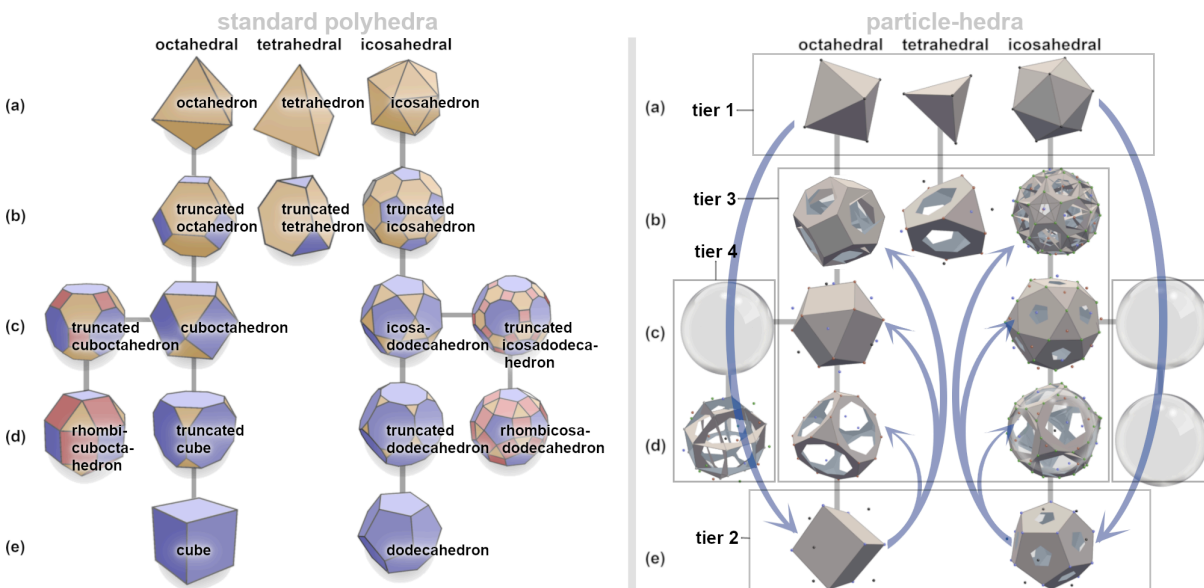 standard polyhedra
particle-hedra
octahedral tetrahedral icosahedral
octahedral tetrahedral icosahedral
(a)
octahedron
tetrahedron
icosahedron
(a)
tier 1
(b)
truncated
octahedron
truncated
tetrahedron
truncated
icosahedron
tier 3
(b)
tier 4
(c)
truncated
cuboctahedron
cuboctahedron
icosa-
dodecahedron
truncated
icosadodeca-
hedron
(c)
(d)
rhombi-
cubocta-
hedron
truncated
cube
truncated
dodecahedron
rhombicosa-
dodecahedron
(d)
(e)
cube
dodecahedron
tier 2
(e)